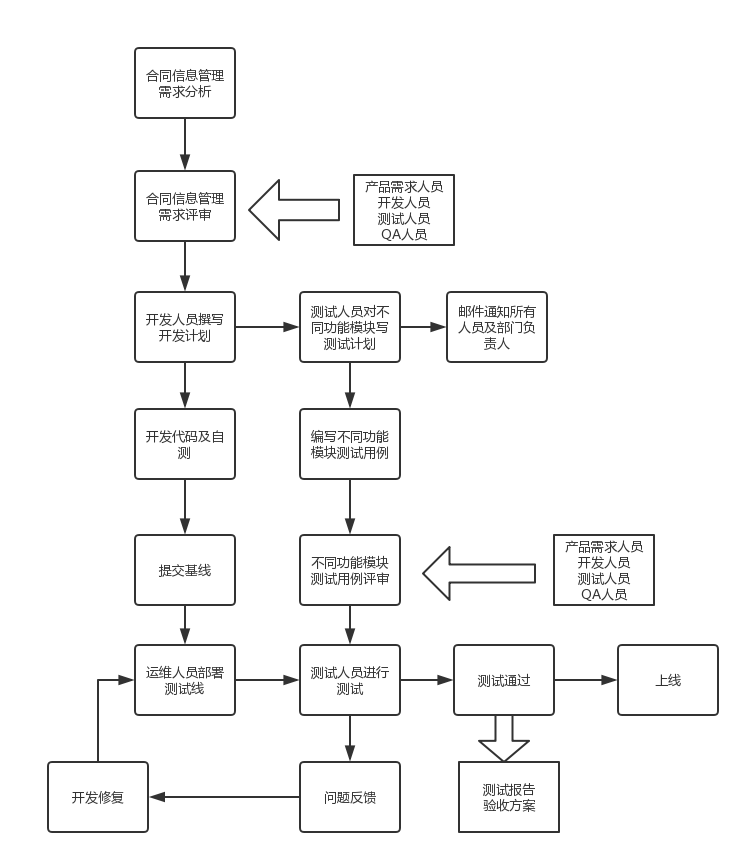 合同信息管理
需求分析
合同信息管理
需求评审
产品需求人员
开发人员
测试人员
QA人员
开发人员撰写
开发计划
测试人员对不
同功能模块写
测试计划
邮件通知所有
人员及部门负
责人
开发代码及自
测
编写不同功能
模块测试用例
提交基线
不同功能模块
测试用例评审
产品需求人员
开发人员
测试人员
QA人员
运维人员部署
测试线
测试人员进行
测试
测试通过
上线
开发修复
问题反馈
测试报告
验收方案